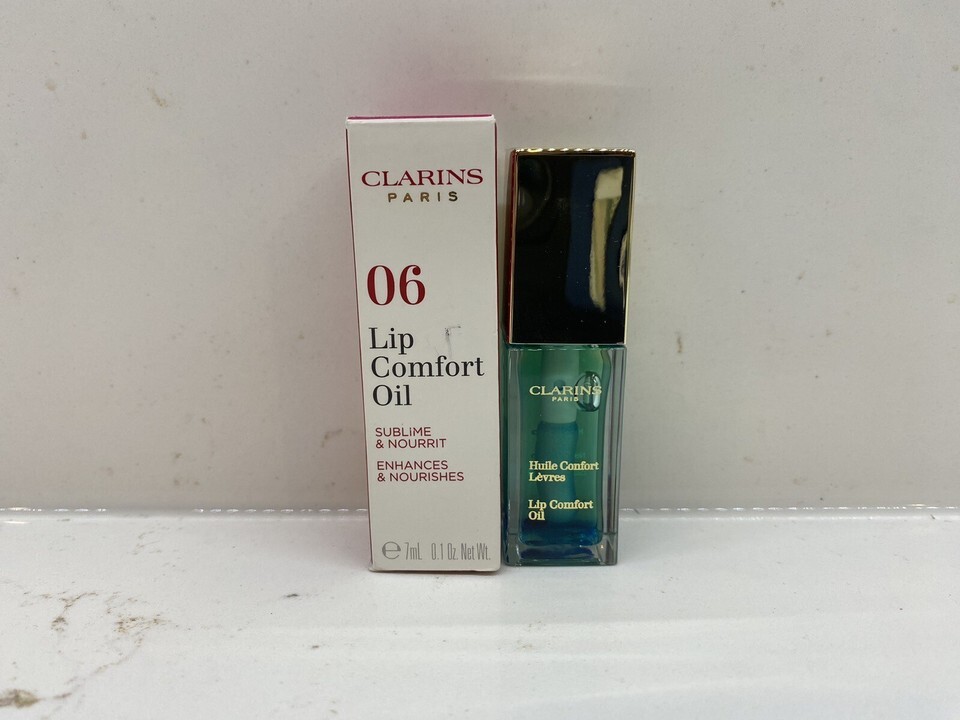 CLARINS
PARIS
06
Lip
Comfort
Oil
SUBLIME
& NOURRIT
ENHANCES
& NOURISHES
℮ 7mL 0.1 Oz. Net Wt.
CLARINS
PARIS
Huile Confort
Lèvres
Lip Comfort
Oil